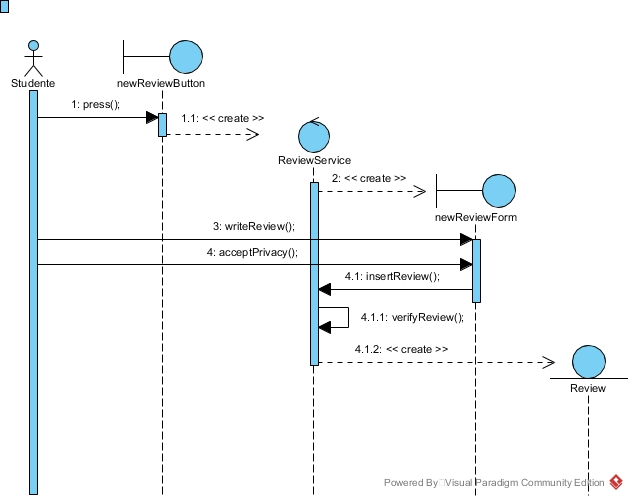 Studente
newReviewButton
1: press();
1.1: << create >>
ReviewService
2: << create >>
newReviewForm
3: writeReview();
4: acceptPrivacy();
4.1: insertReview();
4.1.1: verifyReview();
4.1.2: << create >>
Review
Powered By Visual Paradigm Community Edition